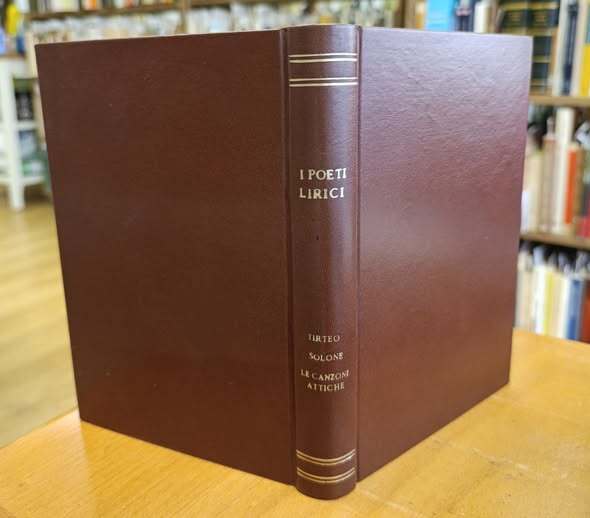 I POETI
LIRICI
TIRTEO
SOLONE
LE CANZONI
ATTICHE